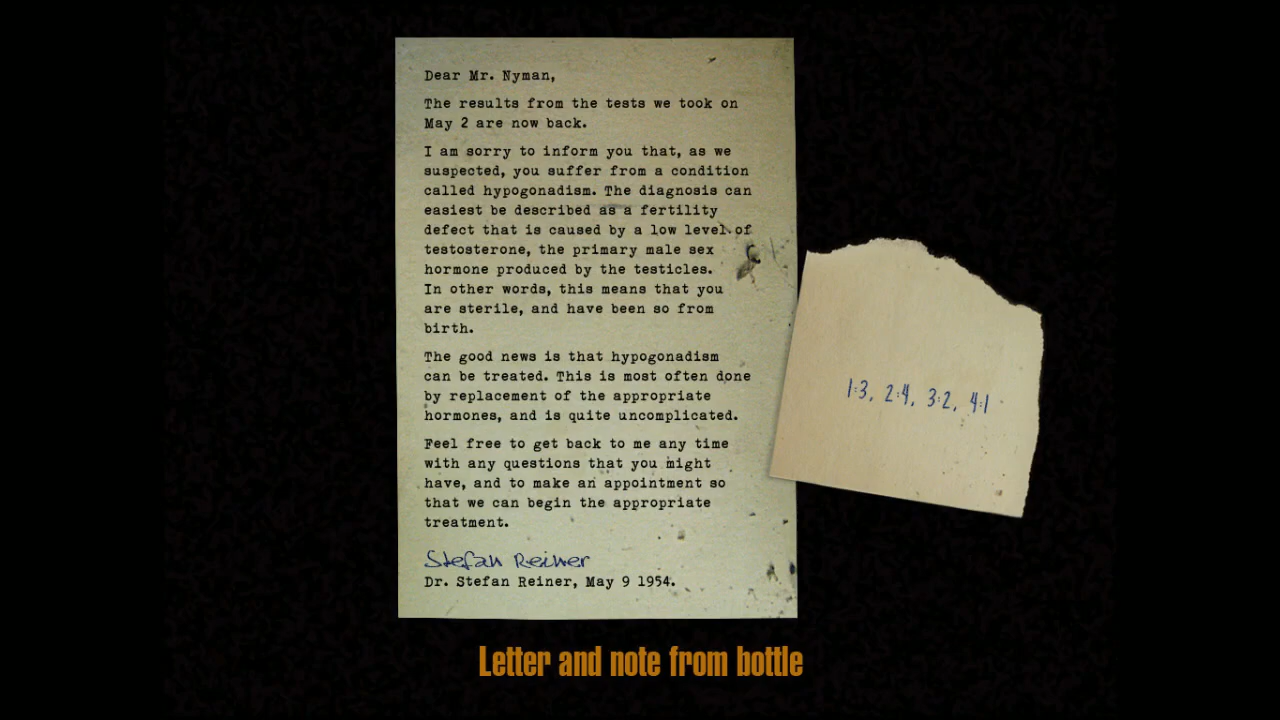 Dear Mr. Nyman,
The results from the tests we took on
May 2 are now back.
I am sorry to inform you that, as we
suspected, you suffer from a condition
called hypogonadism. The diagnosis can
easiest be described as a fertility
defect that is caused by a low level of
testosterone, the primary male sex
hormone produced by the testicles.
In other words, this means that you
are sterile, and have been so from
birth.
The good news is that hypogonadism
can be treated. This is most often done
by replacement of the appropriate
hormones, and is quite uncomplicated.
Feel free to get back to me any time
with any questions that you might
have, and to make an appointment so
that we can begin the appropriate
treatment.
Stefan Reiner
Dr. Stefan Reiner, May 9 1954.
1:3, 2:4, 3:2, 4:1
Letter and note from bottle